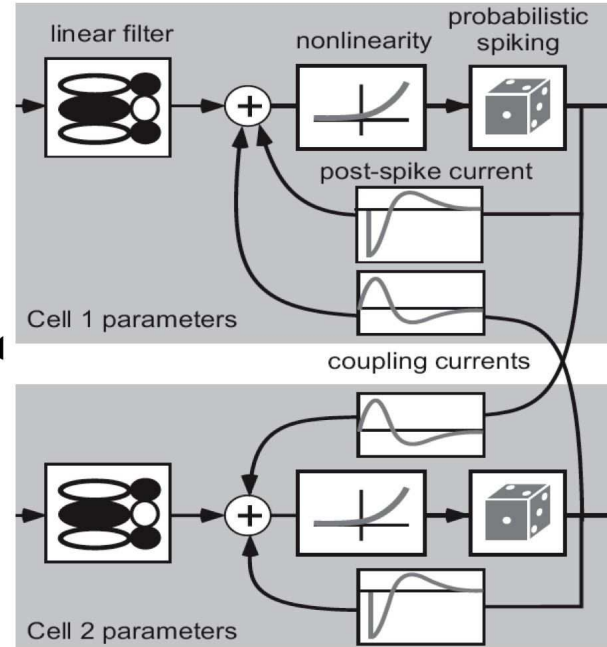 linear filter
nonlinearity
probabilistic
spiking
+
post-spike current
Cell 1 parameters
coupling currents
+
Cell 2 parameters